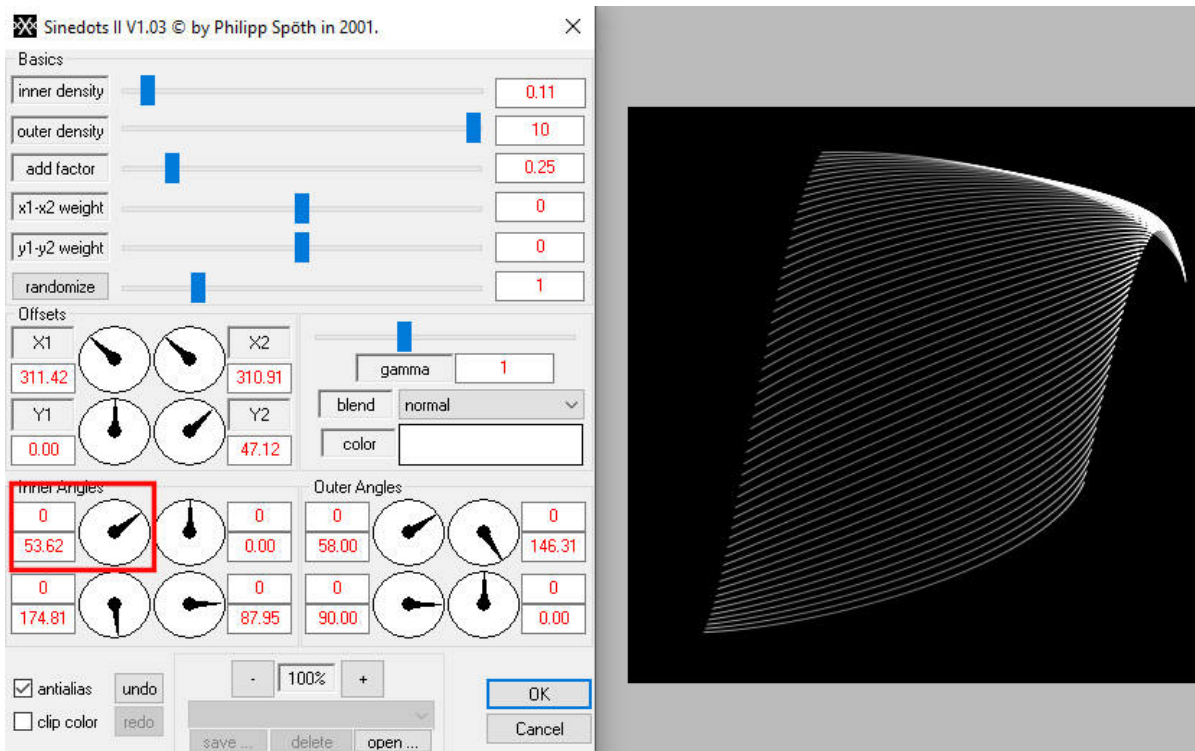 Sinedots II V1.03 © by Philipp Spöth in 2001.
Basics
inner density 0.11
outer density 10
add factor 0.25
x1-x2 weight 0
y1-y2 weight 0
randomize 1
Offsets
X1 X2
311.42 310.91
gamma 1
Y1 Y2
blend normal
0.00 47.12
color
Inner Angles Outer Angles
0 0 0 0
53.62 0.00 58.00 146.31
0 0 0 0
174.81 87.95 90.00 0.00
- 100% +
antialias undo OK
clip color redo Cancel
save ... delete open ...